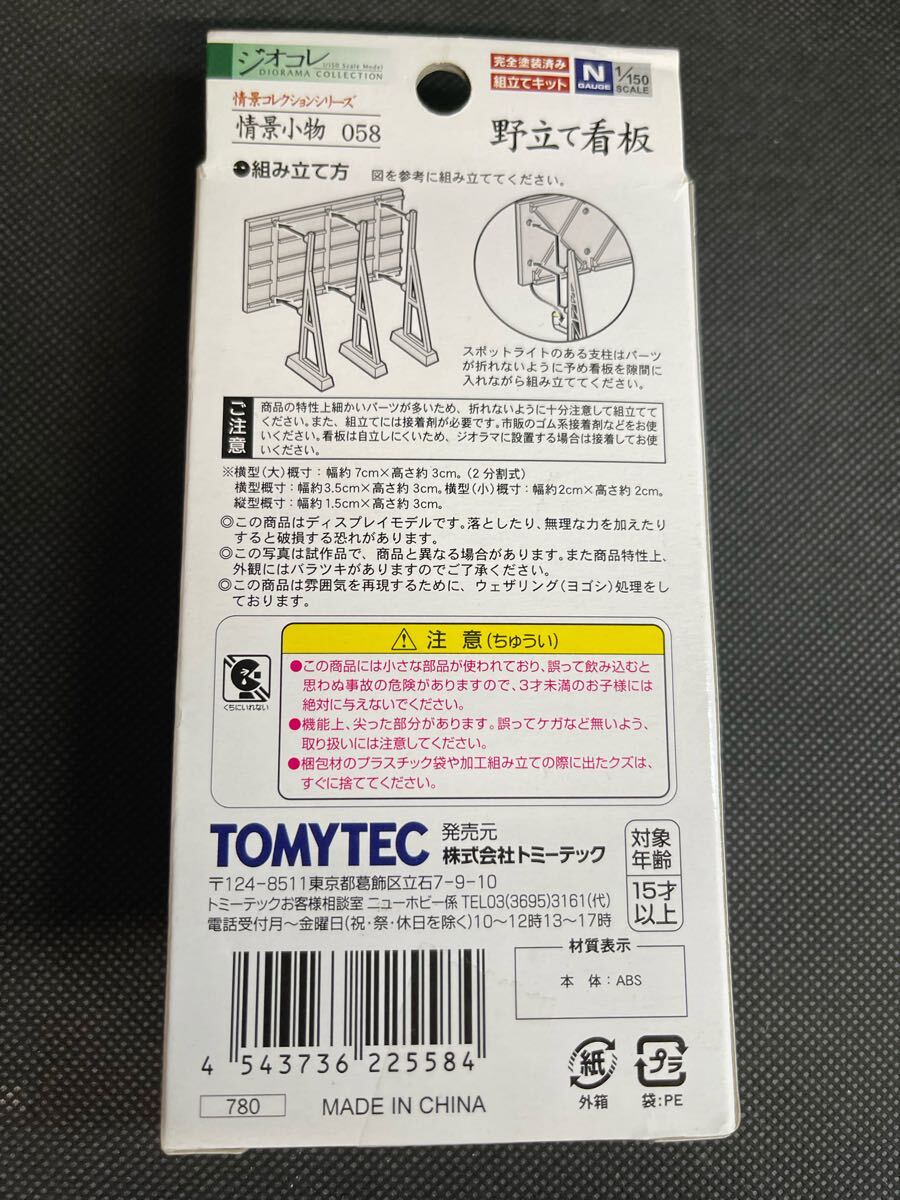 ジオコレ
1/150 Scale Model
DIORAMA COLLECTION
完全塗装済み
組立てキット
N
GAUGE
1/150
SCALE
情景コレクションシリーズ
情景小物 058
野立て看板
組み立て方 図を参考に組み立ててください。
スポットライトのある支柱はパーツ
が折れないように予め看板を隙間に
入れながら組み立ててください。
ご注意
商品の特性上細かいパーツが多いため、折れないように十分注意して組立てて
ください。また、組立てには接着剤が必要です。市販のゴム系接着剤などをお使
いください。看板は自立しにくいため、ジオラマに設置する場合は接着してお使
いください。
※横型(大)概寸：幅約7cm×高さ約3cm。(2分割式)
横型概寸：幅約3.5cm×高さ約3cm。横型(小)概寸：幅約2cm×高さ約2cm。
縦型概寸：幅約1.5cm×高さ約3cm。
◎この商品はディスプレイモデルです。落としたり、無理な力を加えたり
すると破損する恐れがあります。
◎この写真は試作品で、商品と異なる場合があります。また商品特性上、
外観にはバラツキがありますのでご了承ください。
◎この商品は雰囲気を再現するために、ウェザリング(ヨゴシ)処理をし
ております。
⚠ 注意(ちゅうい)
くちにいれない
●この商品には小さな部品が使われており、誤って飲み込むと
思わぬ事故の危険がありますので、3才未満のお子様には
絶対に与えないでください。
●機能上、尖った部分があります。誤ってケガなど無いよう、
取り扱いには注意してください。
●梱包材のプラスチック袋や加工組み立ての際に出たクズは、
すぐに捨ててください。
TOMYTEC
発売元
株式会社トミーテック
〒124-8511東京都葛飾区立石7-9-10
トミーテックお客様相談室 ニューホビー係 TEL03(3695)3161(代)
電話受付月～金曜日(祝・祭・休日を除く)10～12時13～17時
対象
年齢
15才
以上
材質表示
本 体：ABS
4 543736 225584
780
MADE IN CHINA
紙
外箱
プラ
袋:PE